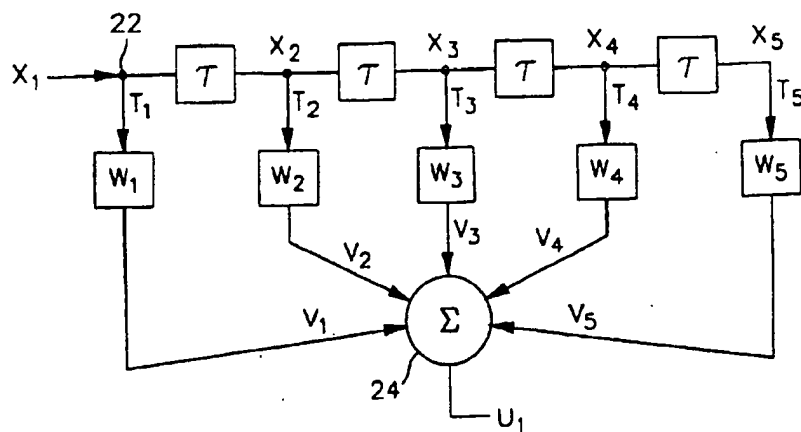 22
X₁ τ X₂ τ X₃ τ X₄ τ X₅
T₁ T₂ T₃ T₄ T₅
W₁ W₂ W₃ W₄ W₅
V₁ V₂ V₃ V₄ V₅
Σ
24
U₁